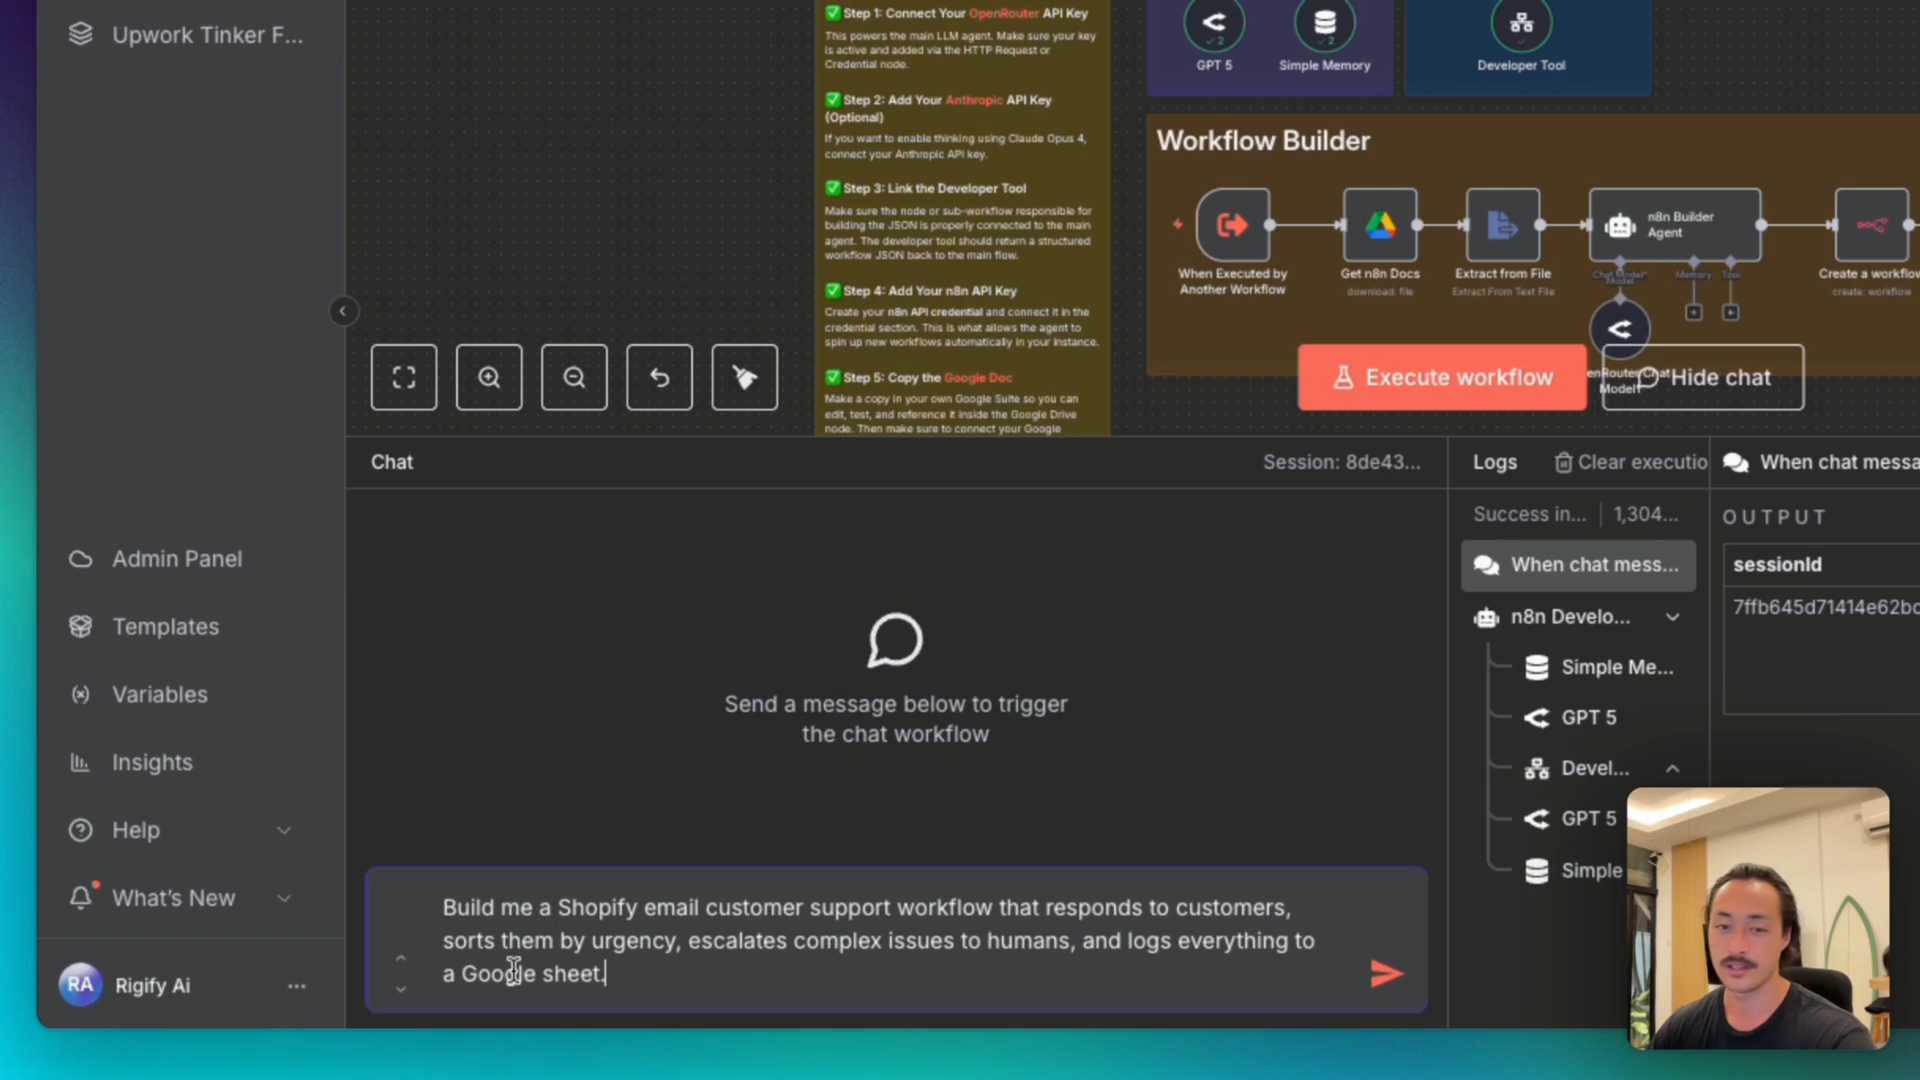 Upwork Tinker F...
Admin Panel
Templates
Variables
Insights
Help
What's New
RA
Rigify Ai
✅ Step 1: Connect Your OpenRouter API Key
This powers the main LLM agent. Make sure your key
is active and added via the HTTP Request or
Credential node.
✅ Step 2: Add Your Anthropic API Key
(Optional)
If you want to enable thinking using Claude Opus 4,
connect your Anthropic API key.
✅ Step 3: Link the Developer Tool
Make sure the node or sub-workflow responsible for
building the JSON is properly connected to the main
agent. The developer tool should return a structured
workflow JSON back to the main flow.
✅ Step 4: Add Your n8n API Key
Create your n8n API credential and connect it in the
credential section. This is what allows the agent to
spin up new workflows automatically in your instance.
✅ Step 5: Copy the Google Doc
Make a copy in your own Google Suite so you can
edit, test, and reference it inside the Google Drive
node. Then make sure to connect your Google
2
GPT 5
2
Simple Memory
Developer Tool
Workflow Builder
When Executed by
Another Workflow
Get n8n Docs
download: file
Extract from File
Extract From Text File
n8n Builder
Agent
Chat Model*
Model
Memory
Tool
Create a workflow
create: workflow
enRouter Chat
Model1
Execute workflow
Hide chat
Chat
Session: 8de43...
Send a message below to trigger
the chat workflow
Build me a Shopify email customer support workflow that responds to customers,
sorts them by urgency, escalates complex issues to humans, and logs everything to
a Google sheet.
Logs
Clear executio
Success in...
1,304...
When chat mess...
n8n Develo...
Simple Me...
GPT 5
Devel...
GPT 5
Simple
When chat messa
OUTPUT
sessionId
7ffb645d71414e62bc